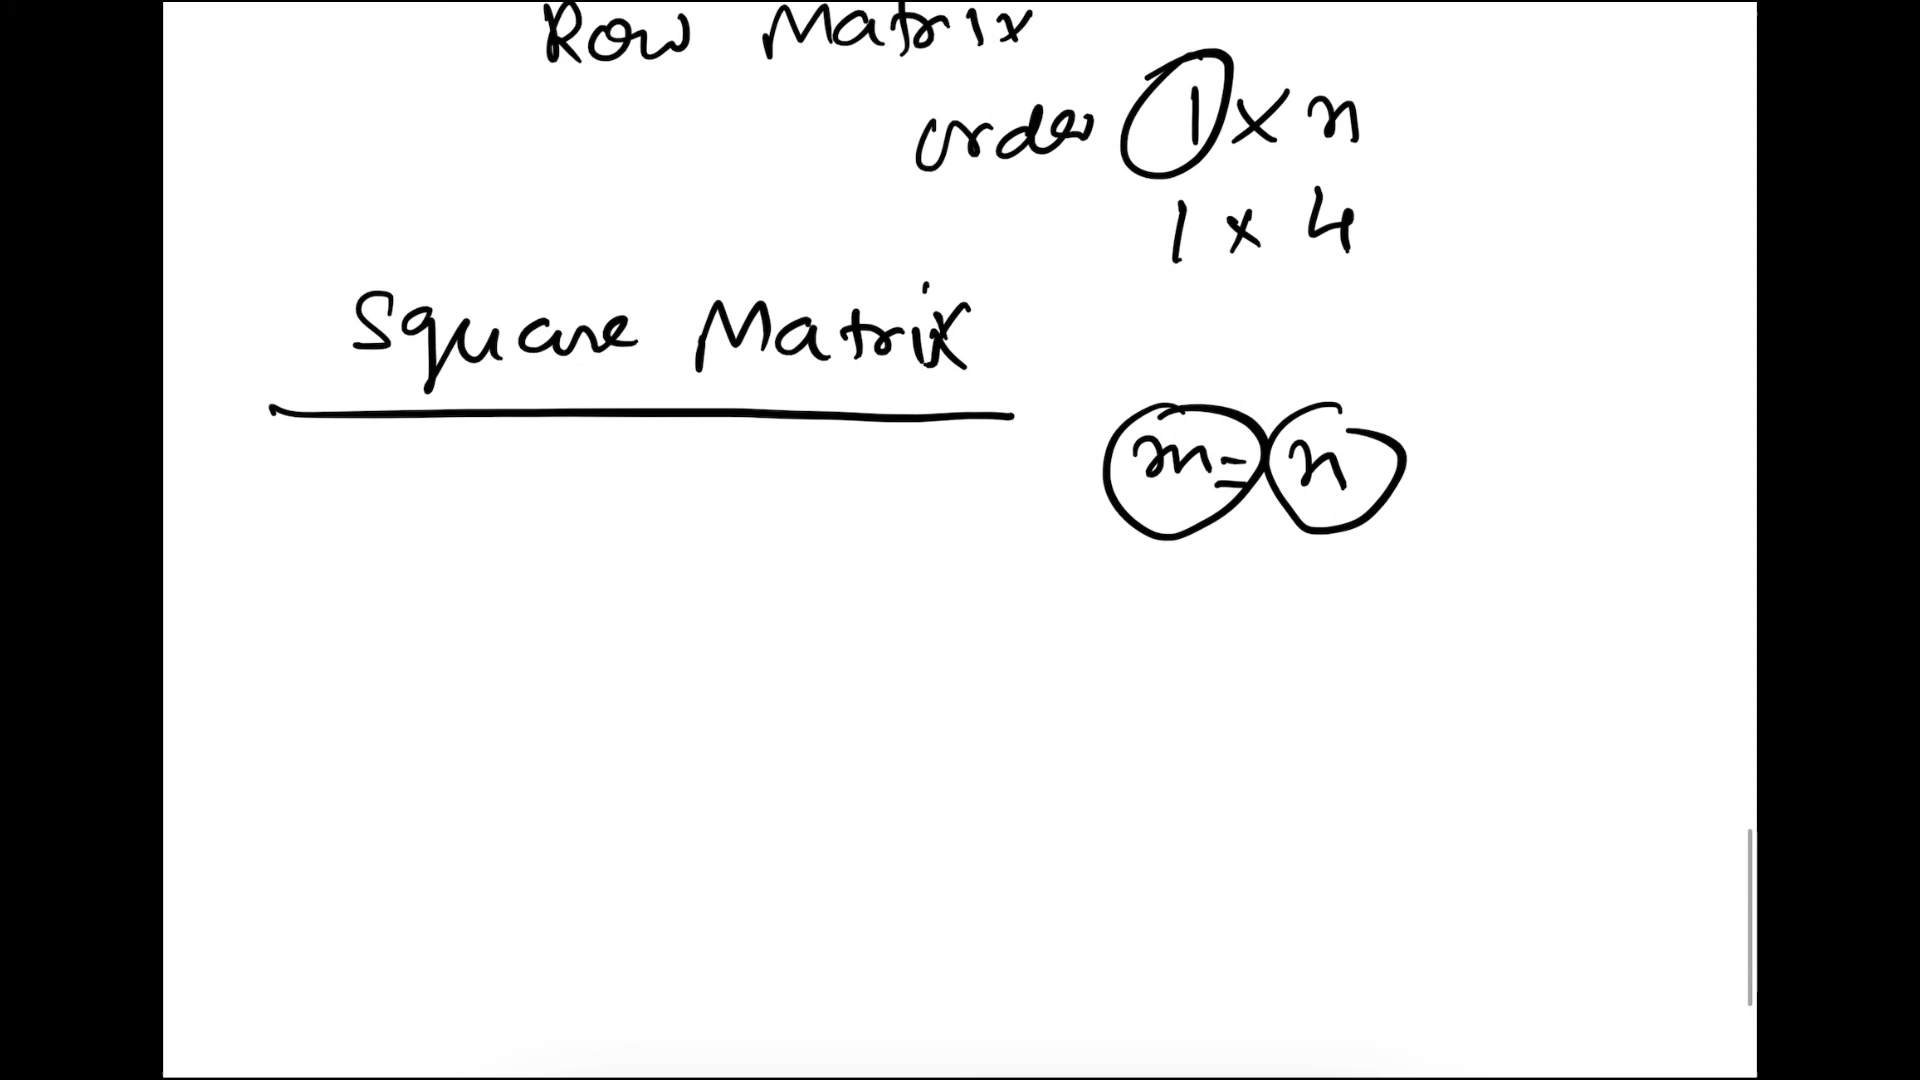 Row Matrix
order 1 × n
1 × 4
Square Matrix
m = n